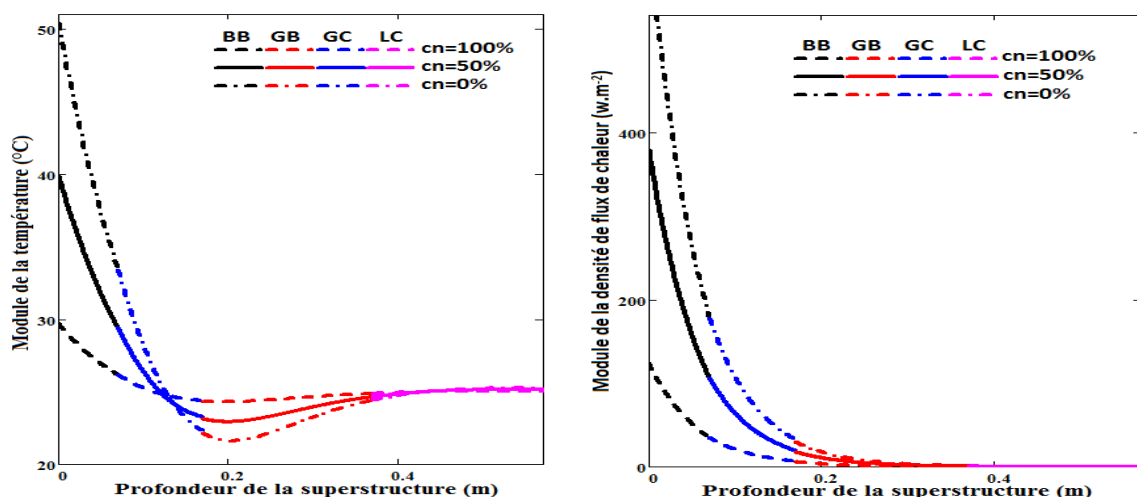 50
40
30
20
Module de la température (°C)
BB GB GC LC
cn=100%
cn=50%
cn=0%
0 0.2 0.4
Profondeur de la superstructure (m)
400
200
0
Module de la densité de flux de chaleur (w.m-2)
BB GB GC LC
cn=100%
cn=50%
cn=0%
0 0.2 0.4
Profondeur de la superstructure (m)